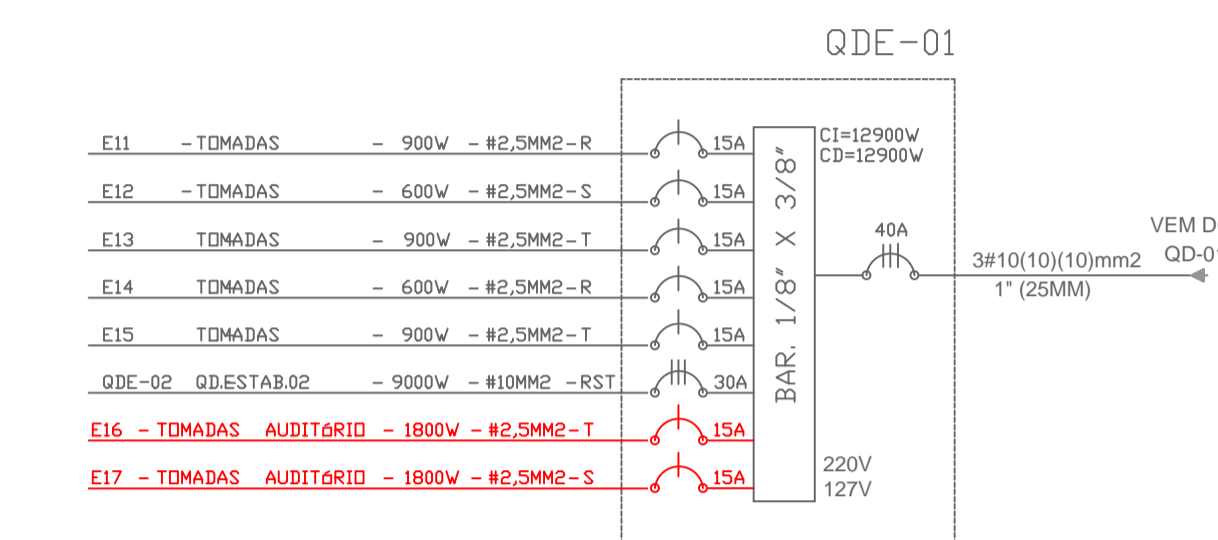 QDE-01
E11 -TOMADAS - 900W -#2,5MM2-R 15A
CI=12900W
CD=12900W
E12 -TOMADAS - 600W -#2,5MM2-S 15A
E13 TOMADAS - 900W -#2,5MM2-T 15A
40A
VEM D
3#10(10)(10)mm2 QD-01
1" (25MM)
E14 TOMADAS - 600W -#2,5MM2-R 15A
E15 TOMADAS - 900W -#2,5MM2-T 15A
BAR. 1/8" X 3/8"
QDE-02 QD.ESTAB.02 - 9000W -#10MM2 -RST 30A
E16 - TOMADAS AUDITóRIO - 1800W -#2,5MM2-T 15A
E17 - TOMADAS AUDITóRIO - 1800W -#2,5MM2-S 15A
220V
127V